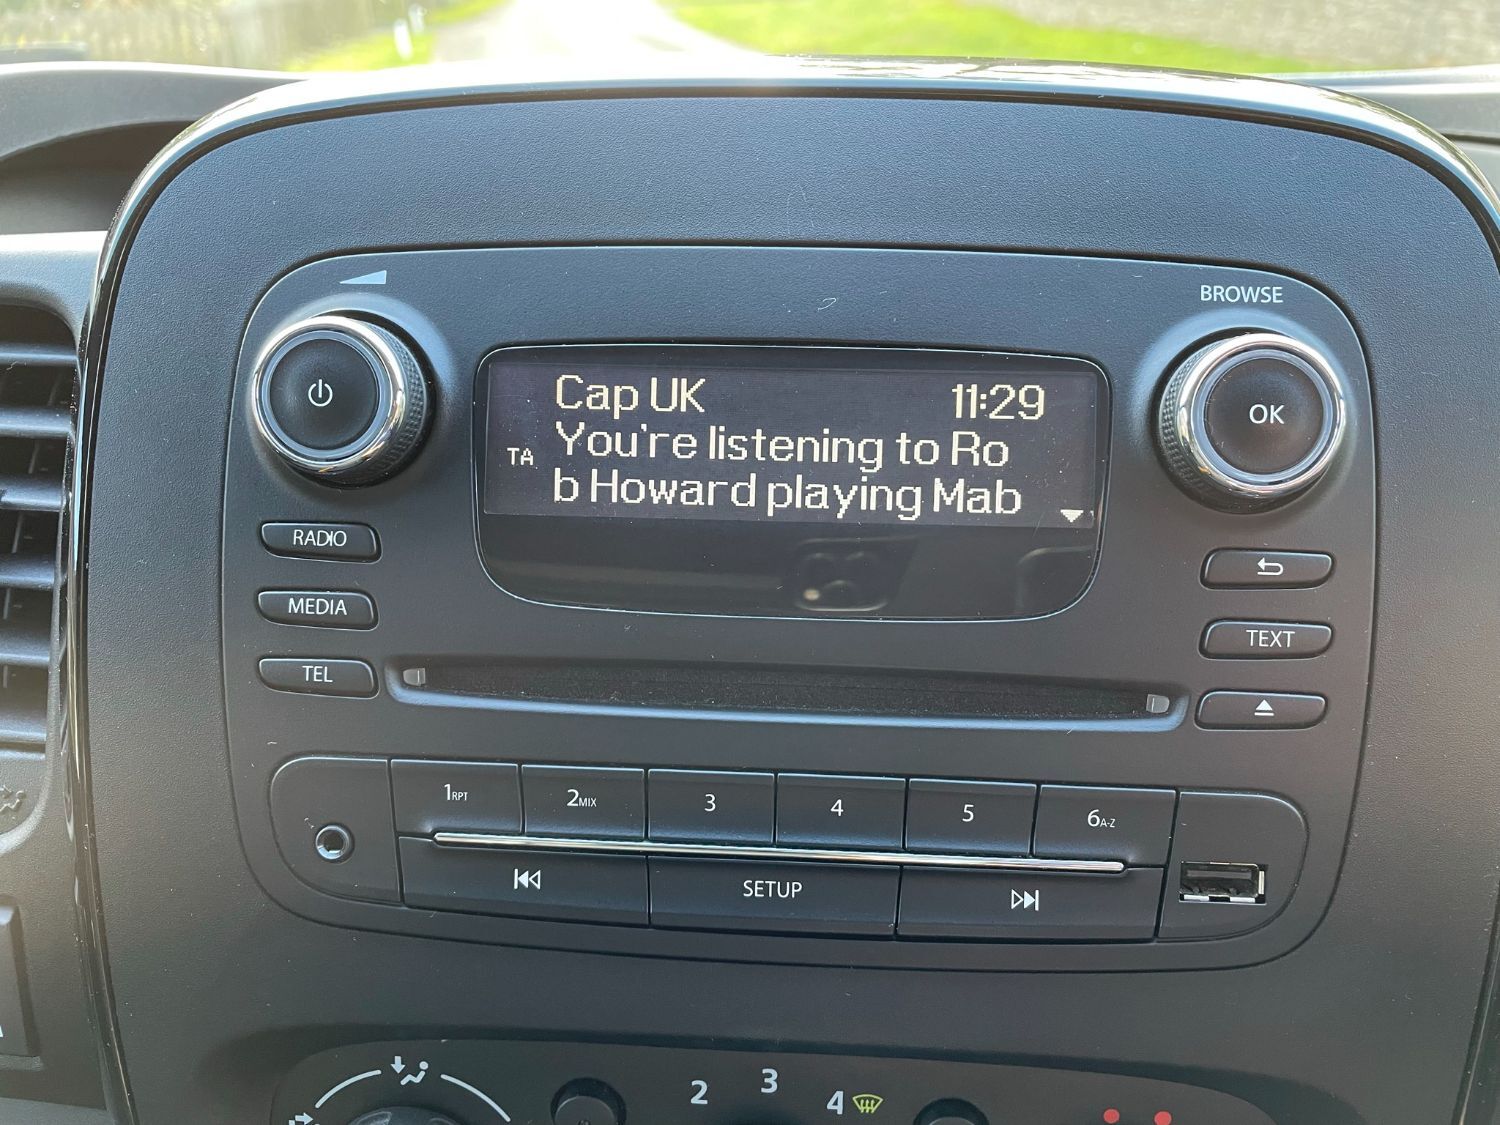 BROWSE
Cap UK 11:29
TA You're listening to Ro
b Howard playing Mab
OK
RADIO
MEDIA
TEL
TEXT
1RPT 2MIX 3 4 5 6A-Z
SETUP
2 3 4